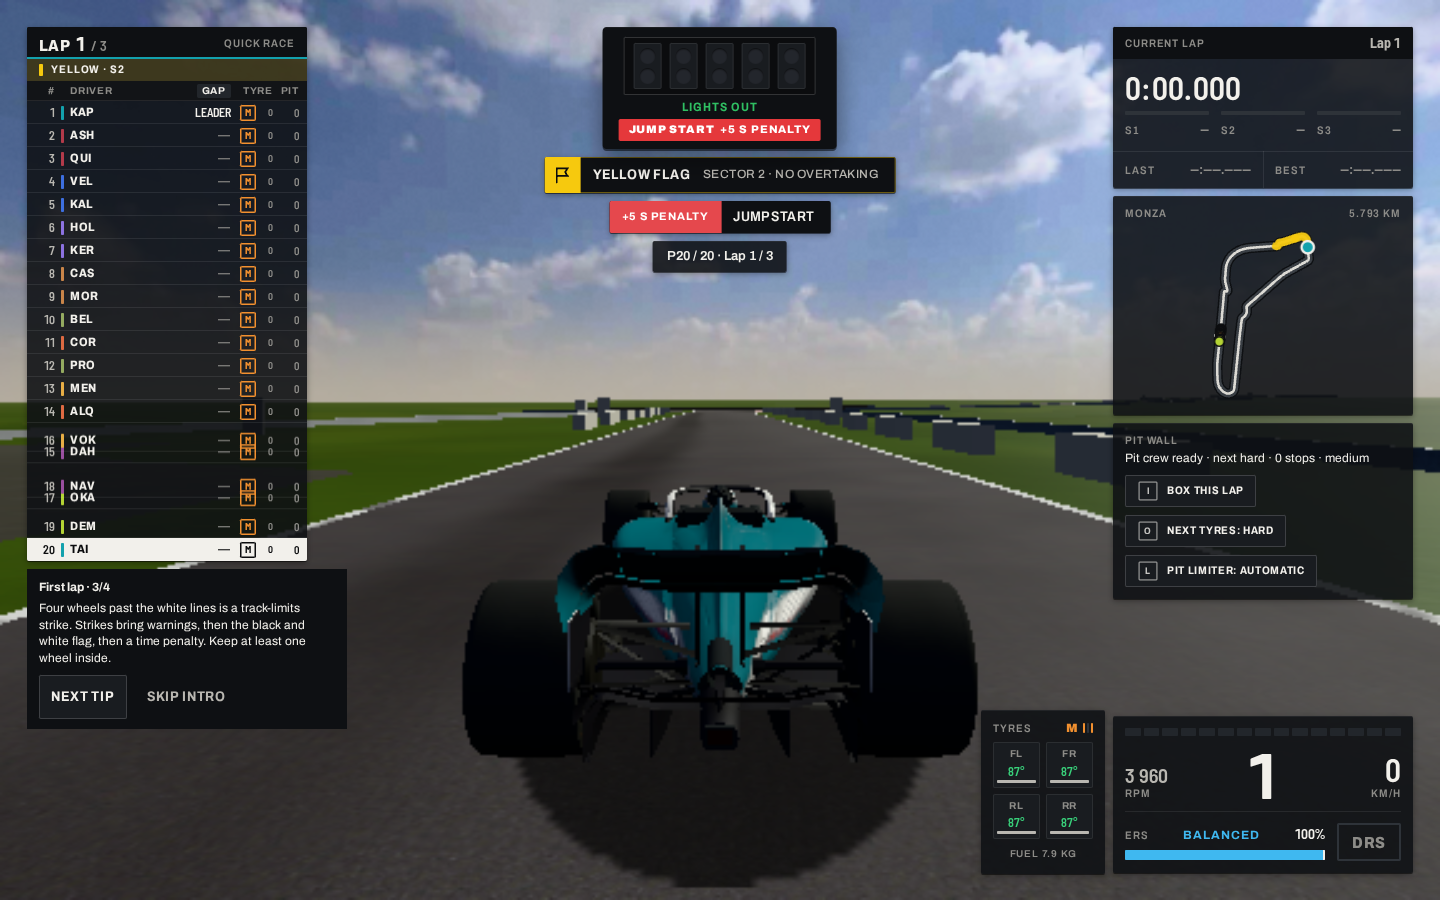 LAP 1 / 3 QUICK RACE
YELLOW · S2
# DRIVER GAP TYRE PIT
1 KAP LEADER M 0 0
2 ASH — M 0 0
3 QUI — M 0 0
4 VEL — M 0 0
5 KAL — M 0 0
6 HOL — M 0 0
7 KER — M 0 0
8 CAS — M 0 0
9 MOR — M 0 0
10 BEL — M 0 0
11 COR — M 0 0
12 PRO — M 0 0
13 MEN — M 0 0
14 ALQ — M 0 0
16 VOK — M 0 0
15 DAH — M 0 0
18 NAV — M 0 0
17 OKA — M 0 0
19 DEM — M 0 0
20 TAI — M 0 0
First lap · 3/4
Four wheels past the white lines is a track-limits
strike. Strikes bring warnings, then the black and
white flag, then a time penalty. Keep at least one
wheel inside.
NEXT TIP SKIP INTRO
LIGHTS OUT
JUMP START +5 S PENALTY
YELLOW FLAG SECTOR 2 · NO OVERTAKING
+5 S PENALTY JUMP START
P20 / 20 · Lap 1 / 3
CURRENT LAP Lap 1
0:00.000
S1 — S2 — S3 —
LAST —:——.——— BEST —:——.———
MONZA 5.793 KM
PIT WALL
Pit crew ready · next hard · 0 stops · medium
I BOX THIS LAP
O NEXT TYRES: HARD
L PIT LIMITER: AUTOMATIC
TYRES M
FL FR
87° 87°
RL RR
87° 87°
FUEL 7.9 KG
3 960 1 0
RPM KM/H
ERS BALANCED 100% DRS